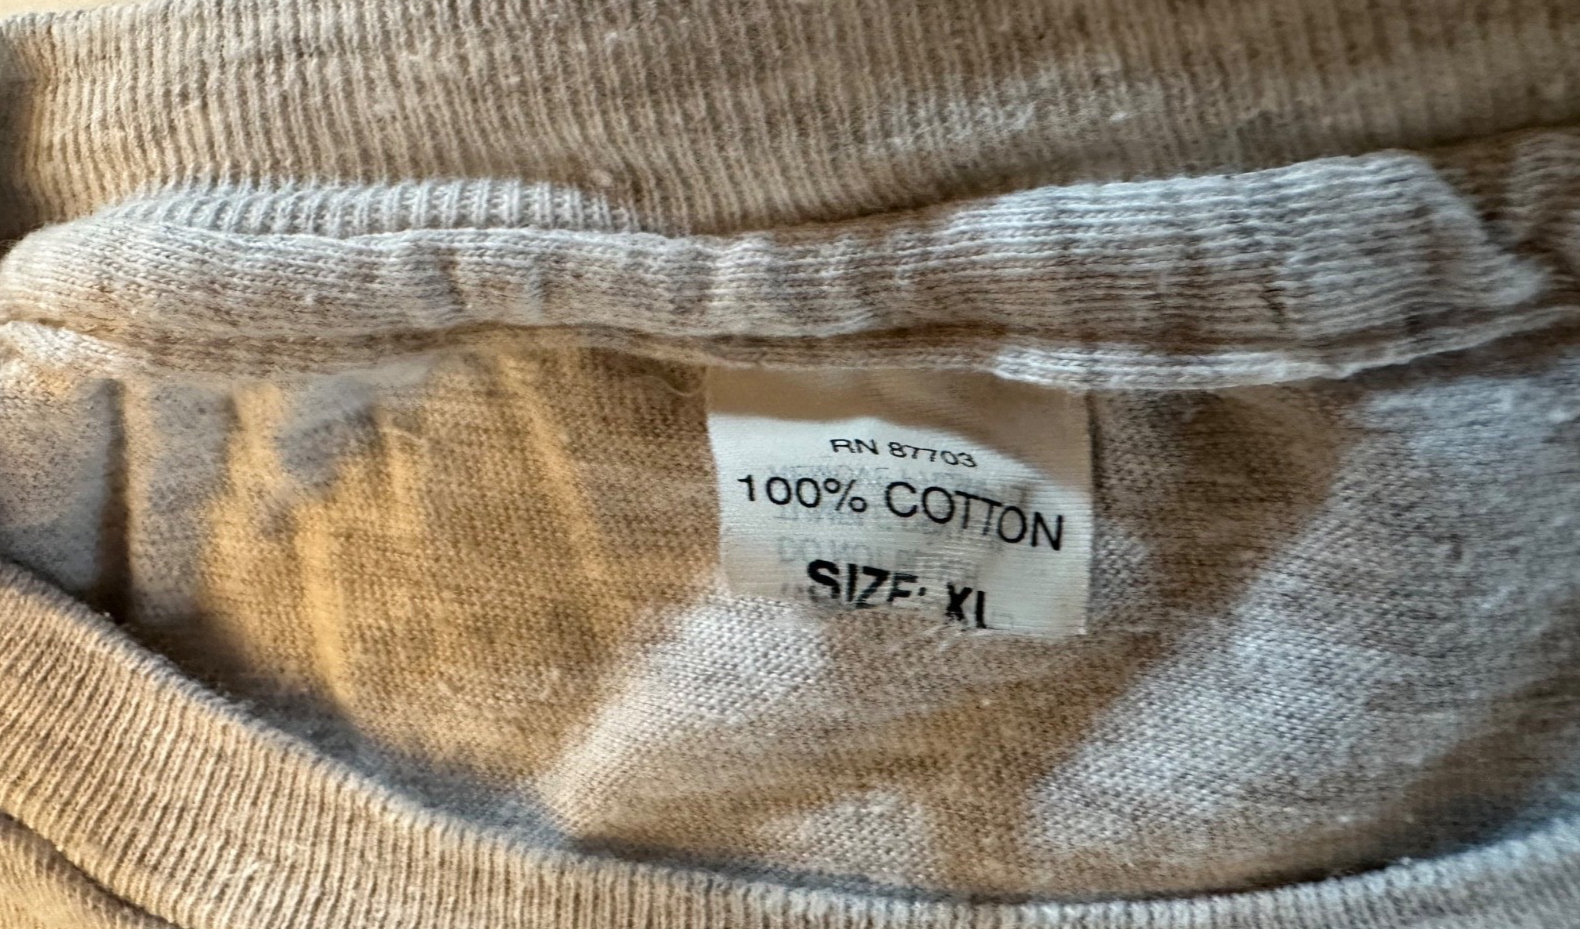 RN 87703
100% COTTON
SIZE: XL